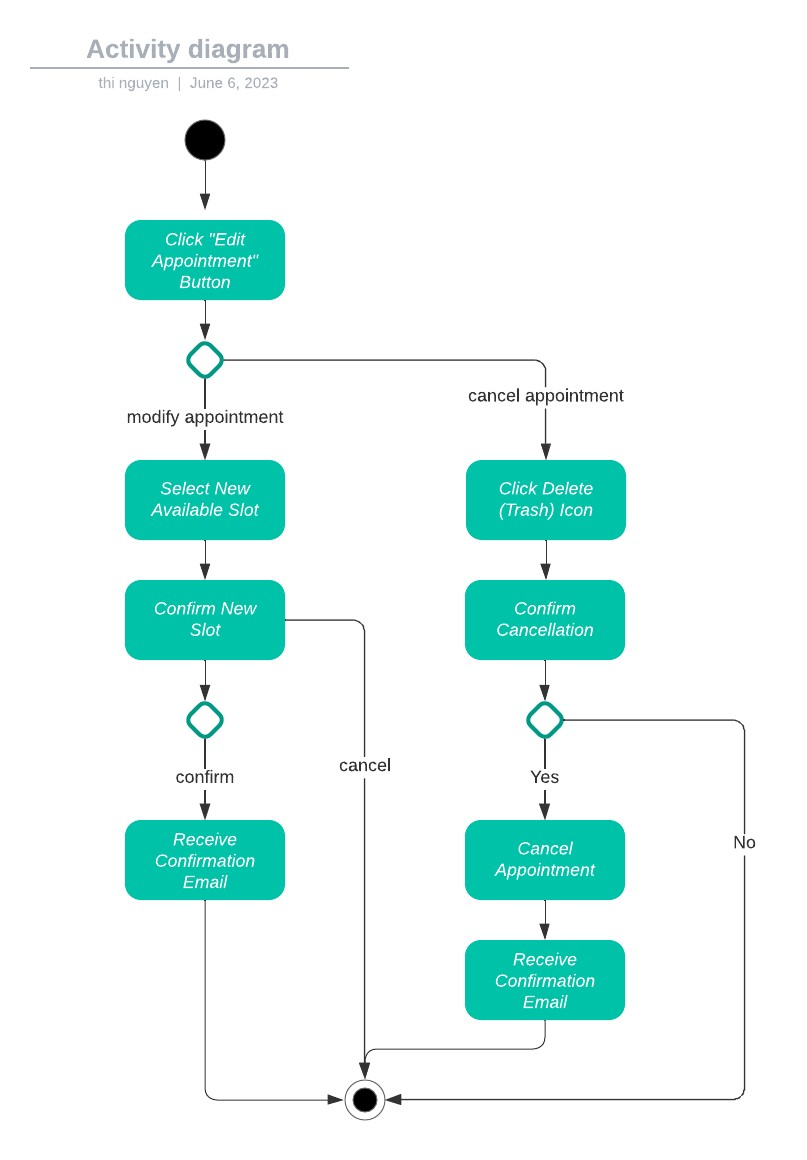 Activity diagram
thi nguyen | June 6, 2023
Click "Edit
Appointment"
Button
cancel appointment
modify appointment
Select New
Available Slot
Click Delete
(Trash) Icon
Confirm New
Slot
Confirm
Cancellation
cancel
confirm
Yes
No
Receive
Confirmation
Email
Cancel
Appointment
Receive
Confirmation
Email